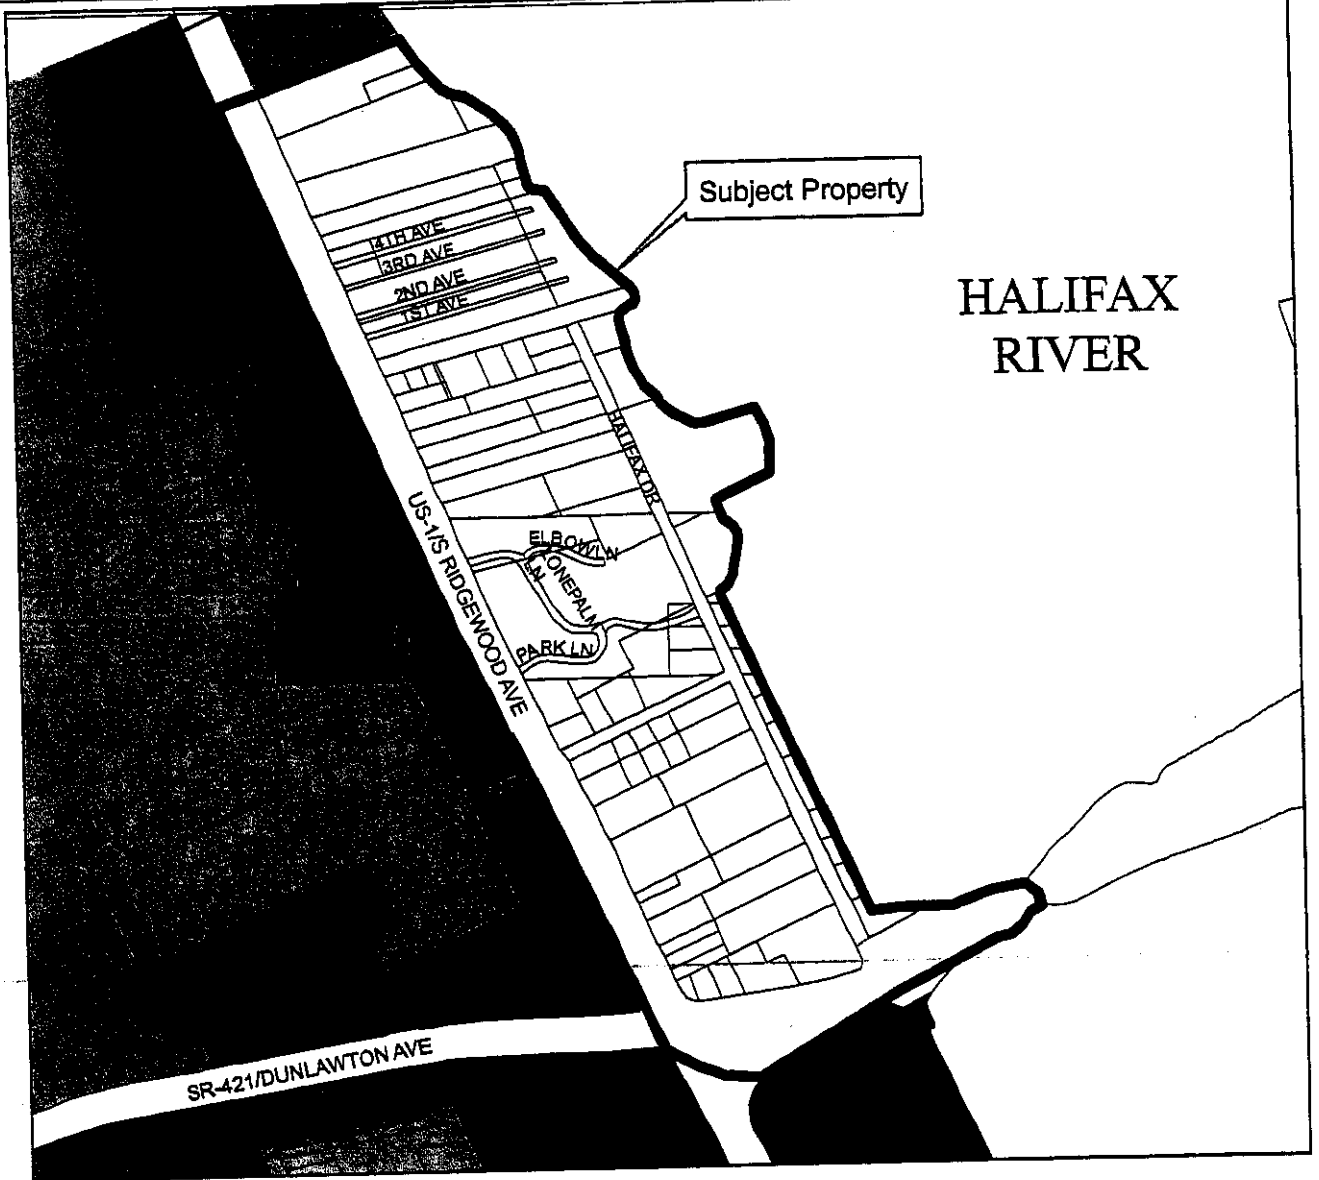 Subject Property
HALIFAX
RIVER
4TH AVE
3RD AVE
2ND AVE
1ST AVE
HALIFAX DR
US-1/S RIDGEWOOD AVE
ELBOW LN
CONEPALM
LN
PARK LN
SR-421/DUNLAWTON AVE